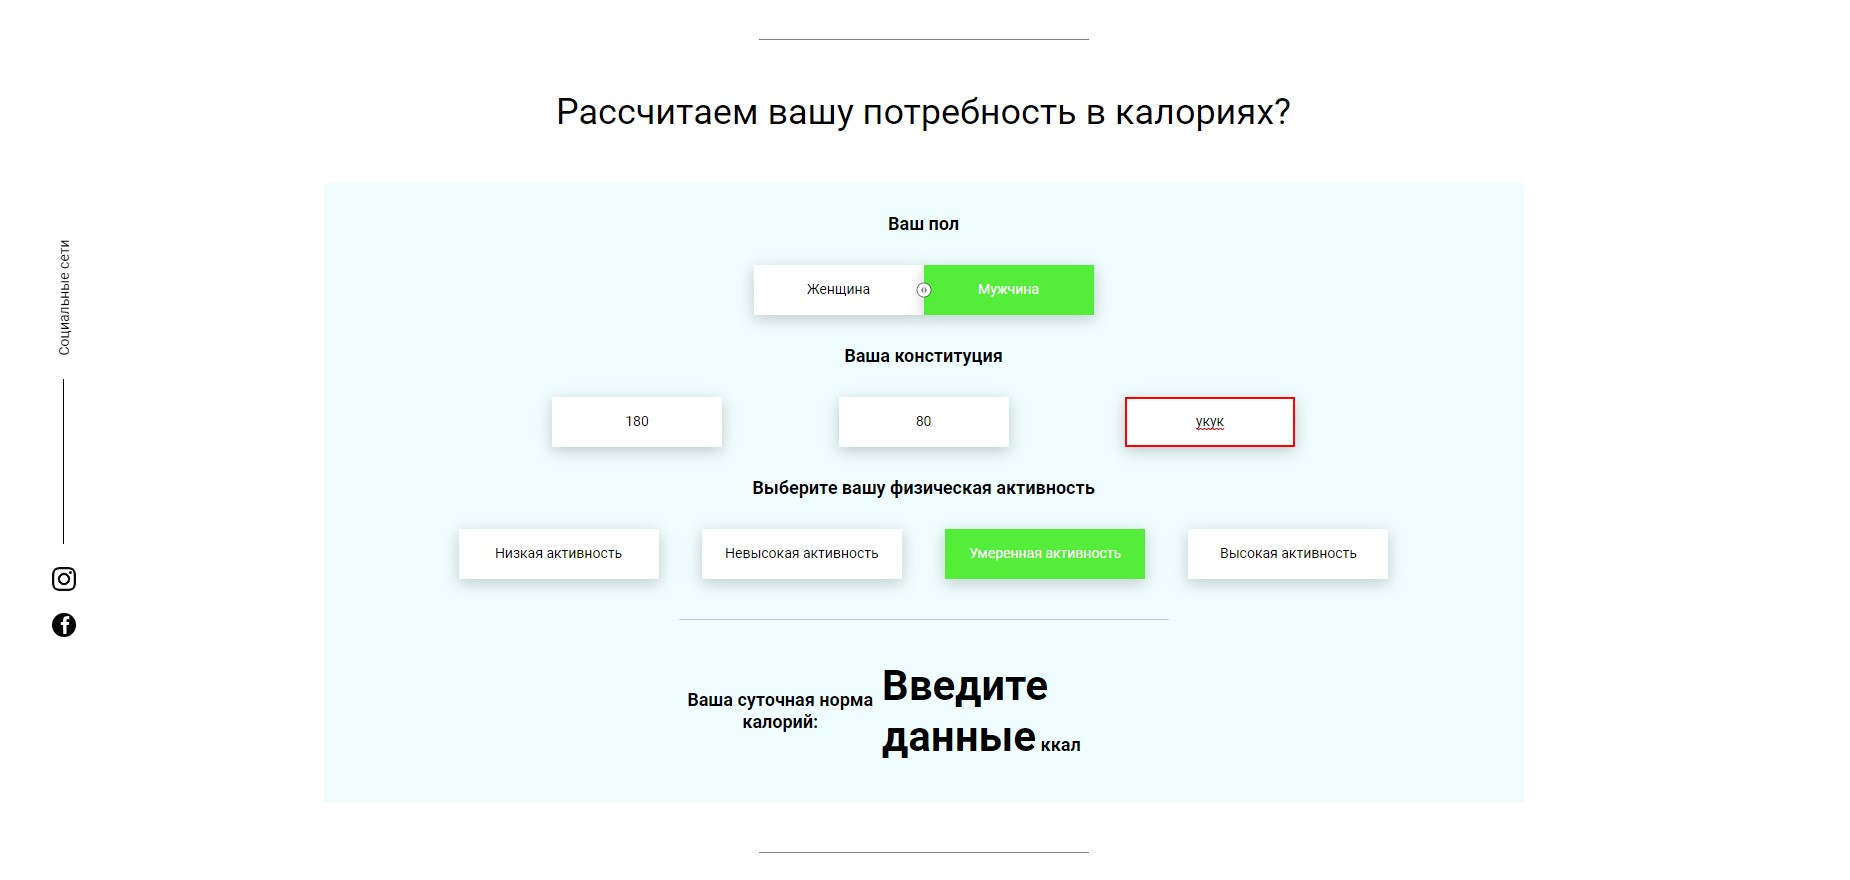 Рассчитаем вашу потребность в калориях?
Социальные сети
Ваш пол
Женщина
Мужчина
Ваша конституция
180
80
укук
Выберите вашу физическая активность
Низкая активность
Невысокая активность
Умеренная активность
Высокая активность
Ваша суточная норма
калорий:
Введите
данные ккал